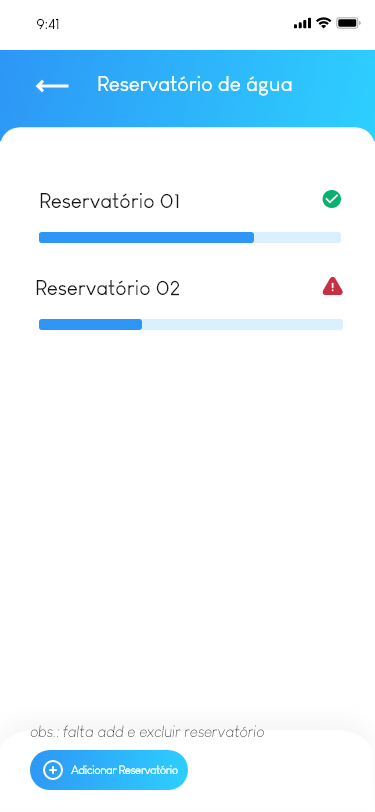 9:41
Reservatório de água
Reservatório 01
Reservatório 02
obs.: falta add e excluir reservatório
Adicionar Reservatório